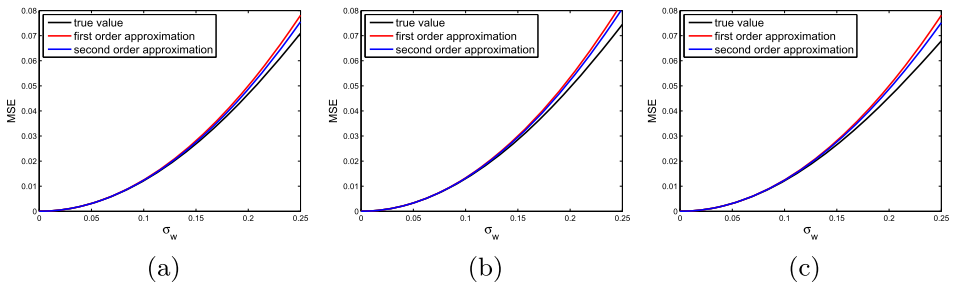 true value
first order approximation
second order approximation
MSE
0.08
0.07
0.06
0.05
0.04
0.03
0.02
0.01
0
0 0.05 0.1 0.15 0.2 0.25
σw
(a)
true value
first order approximation
second order approximation
MSE
0.08
0.07
0.06
0.05
0.04
0.03
0.02
0.01
0
0 0.05 0.1 0.15 0.2 0.25
σw
(b)
true value
first order approximation
second order approximation
MSE
0.08
0.07
0.06
0.05
0.04
0.03
0.02
0.01
0
0 0.05 0.1 0.15 0.2 0.25
σw
(c)